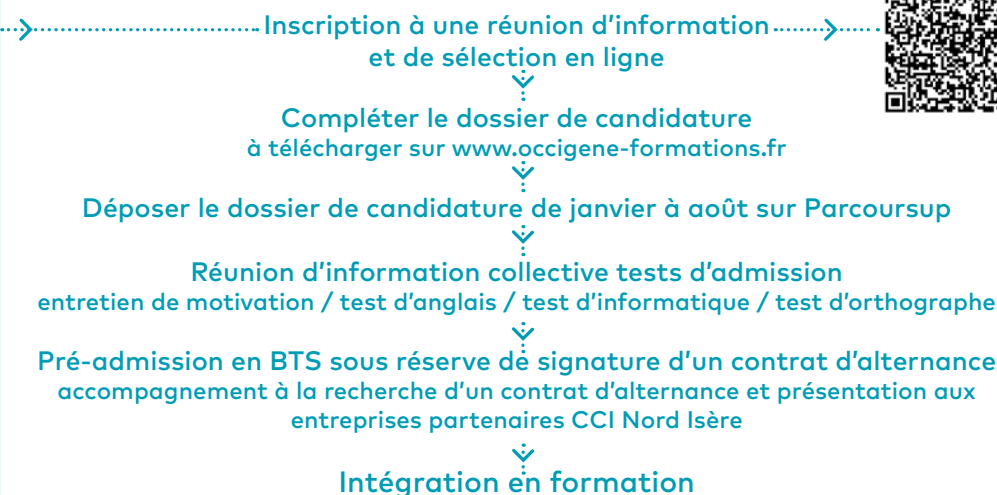 Inscription à une réunion d'information
et de sélection en ligne
Compléter le dossier de candidature
à télécharger sur www.occigene-formations.fr
Déposer le dossier de candidature de janvier à août sur Parcoursup
Réunion d'information collective tests d'admission
entretien de motivation / test d'anglais / test d'informatique / test d'orthographe
Pré-admission en BTS sous réserve de signature d'un contrat d'alternance
accompagnement à la recherche d'un contrat d'alternance et présentation aux
entreprises partenaires CCI Nord Isère
Intégration en formation